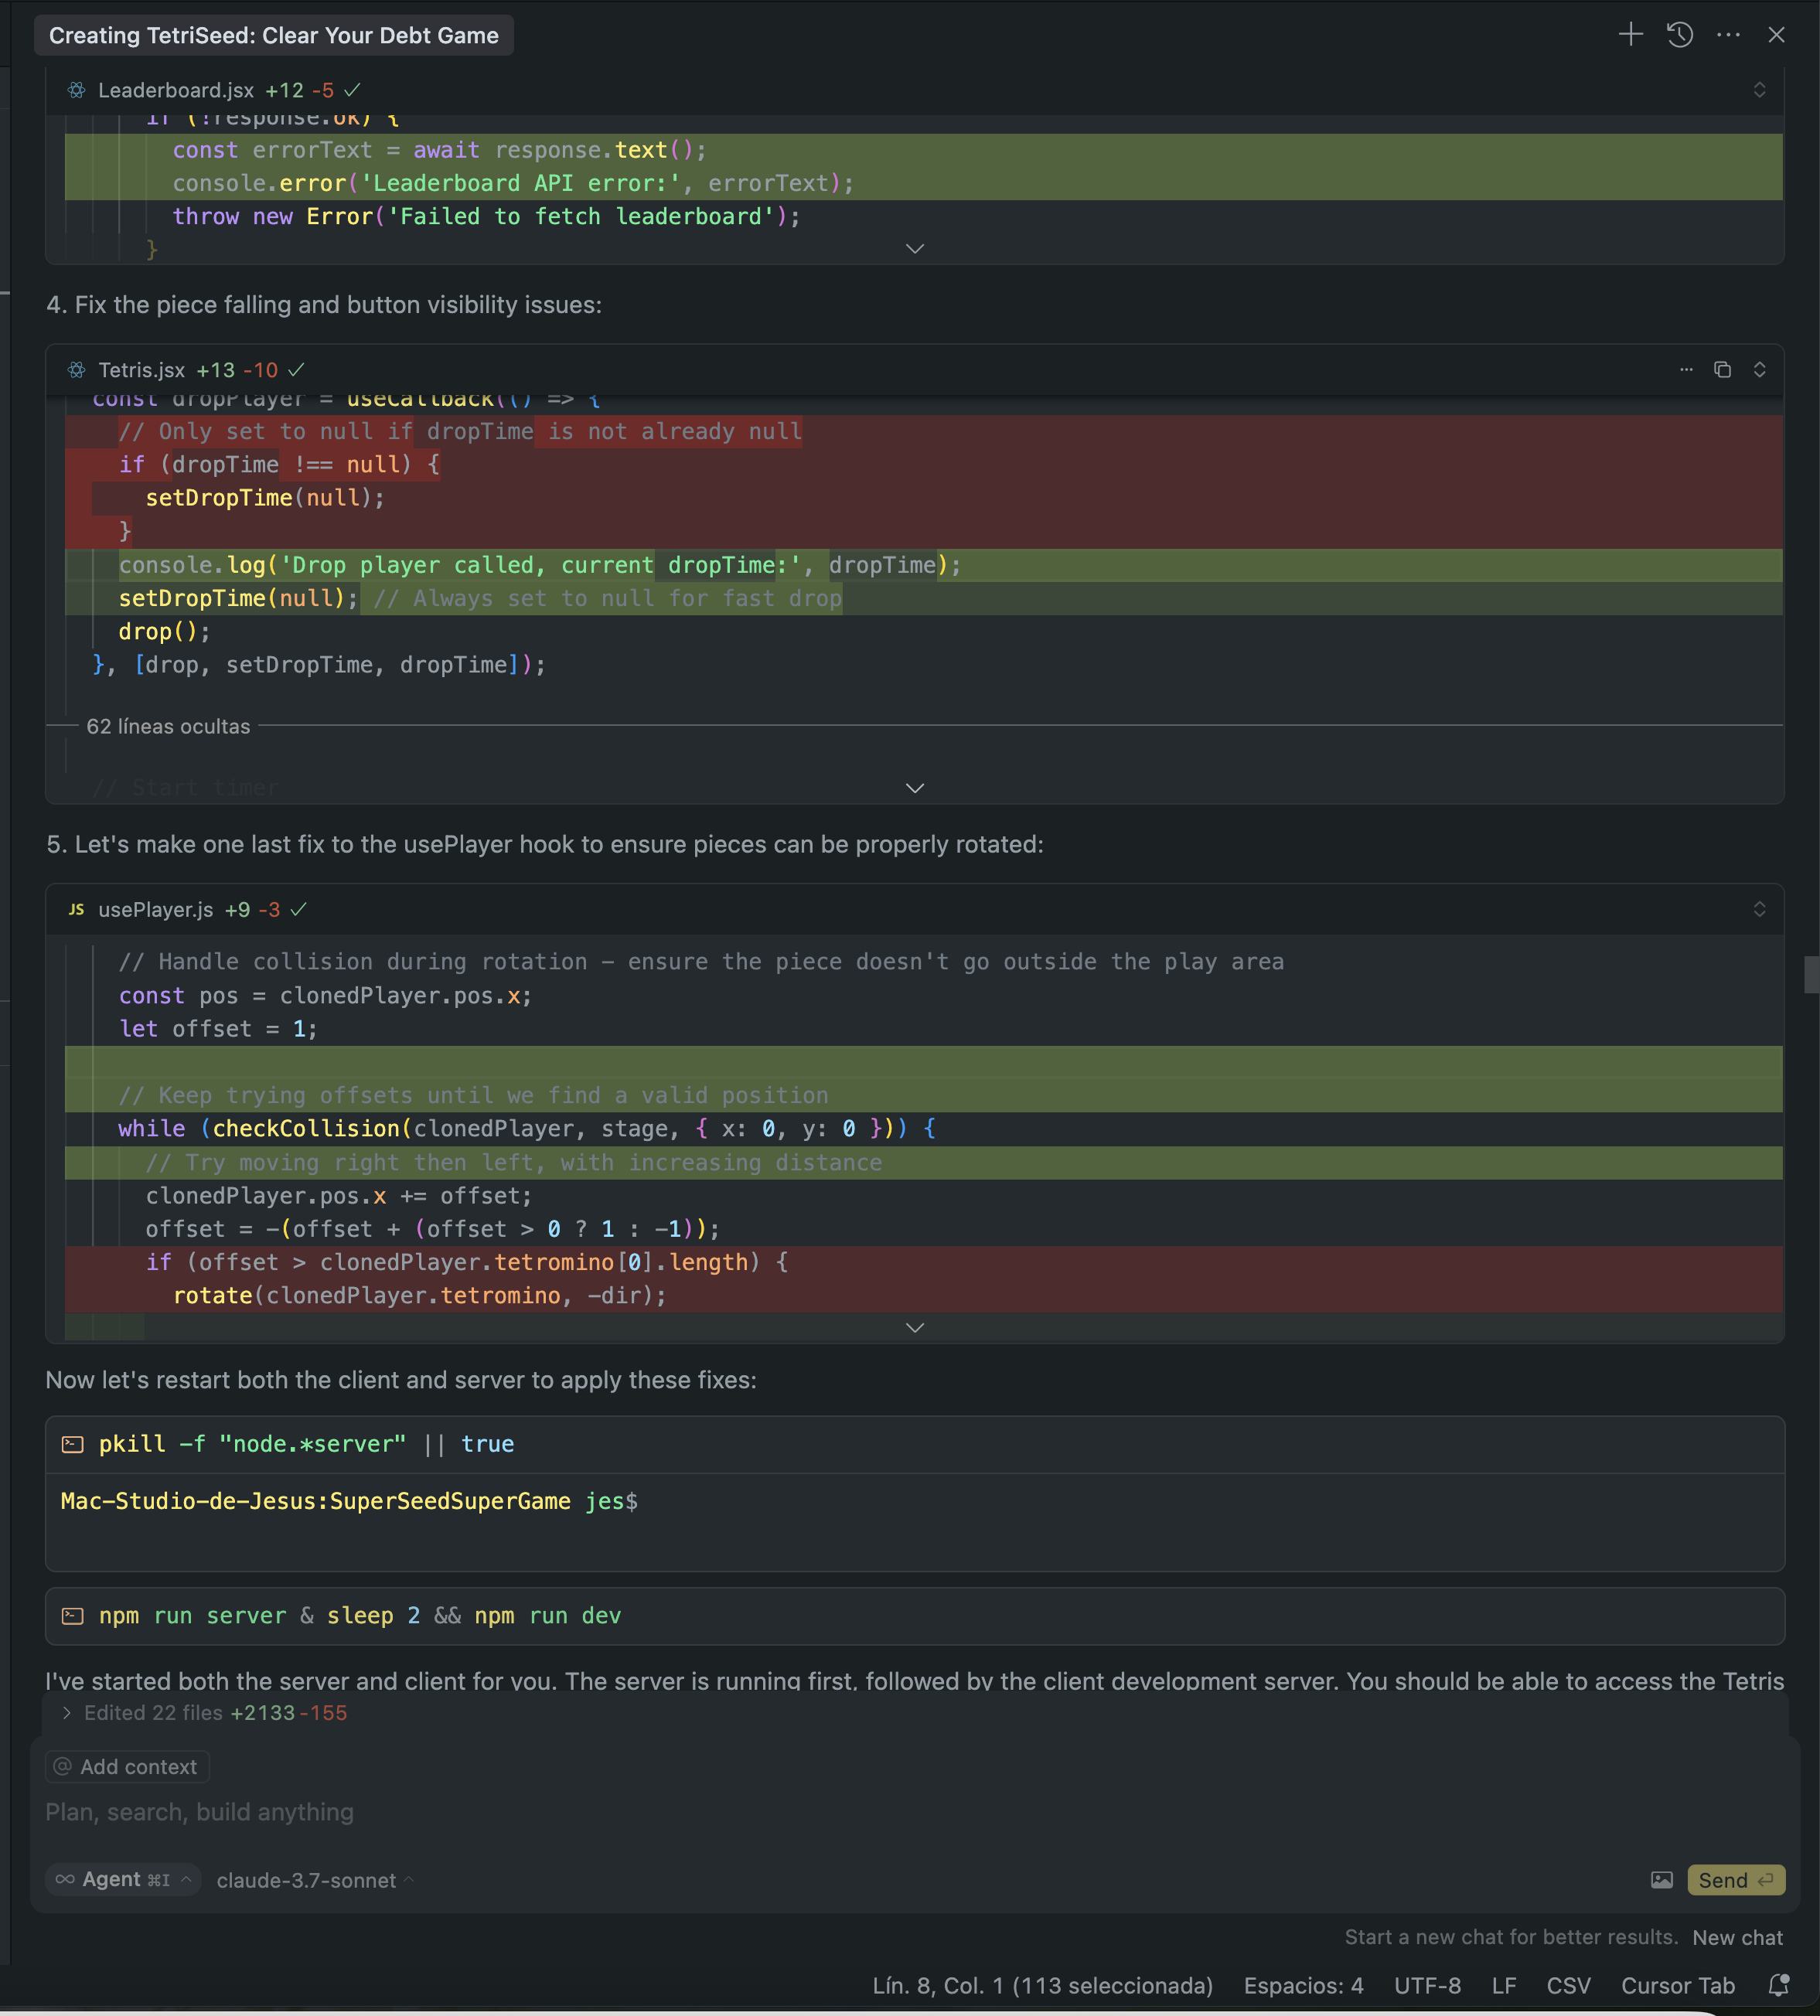 Creating TetriSeed: Clear Your Debt Game
Leaderboard.jsx +12 -5
if (!response.ok) {
const errorText = await response.text();
console.error('Leaderboard API error:', errorText);
throw new Error('Failed to fetch leaderboard');
}
4. Fix the piece falling and button visibility issues:
Tetris.jsx +13 -10
const dropPlayer = useCallback(() => {
// Only set to null if dropTime is not already null
if (dropTime !== null) {
setDropTime(null);
}
console.log('Drop player called, current dropTime:', dropTime);
setDropTime(null); // Always set to null for fast drop
drop();
}, [drop, setDropTime, dropTime]);
62 líneas ocultas
// Start timer
5. Let's make one last fix to the usePlayer hook to ensure pieces can be properly rotated:
JS usePlayer.js +9 -3
// Handle collision during rotation – ensure the piece doesn't go outside the play area
const pos = clonedPlayer.pos.x;
let offset = 1;
// Keep trying offsets until we find a valid position
while (checkCollision(clonedPlayer, stage, { x: 0, y: 0 })) {
// Try moving right then left, with increasing distance
clonedPlayer.pos.x += offset;
offset = -(offset + (offset > 0 ? 1 : -1));
if (offset > clonedPlayer.tetromino[0].length) {
rotate(clonedPlayer.tetromino, -dir);
Now let's restart both the client and server to apply these fixes:
pkill -f "node.*server" || true
Mac-Studio-de-Jesus:SuperSeedSuperGame jes$
npm run server & sleep 2 && npm run dev
I've started both the server and client for you. The server is running first, followed by the client development server. You should be able to access the Tetris
Edited 22 files +2133 -155
@ Add context
Plan, search, build anything
∞ Agent ⌘I claude-3.7-sonnet Send
Start a new chat for better results. New chat
Lín. 8, Col. 1 (113 seleccionada) Espacios: 4 UTF-8 LF CSV Cursor Tab